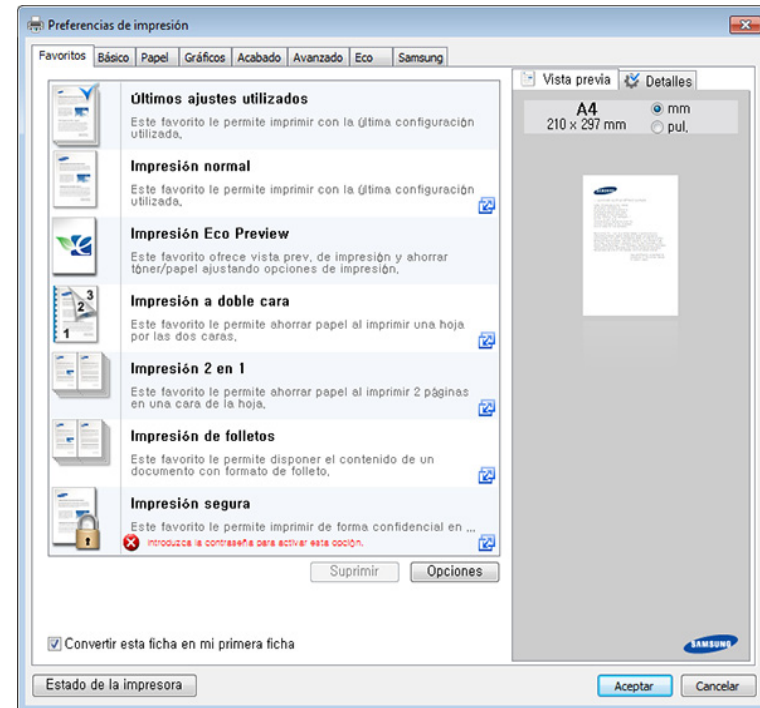 Preferencias de impresión
Favoritos Básico Papel Gráficos Acabado Avanzado Eco Samsung
Últimos ajustes utilizados
Este favorito le permite imprimir con la última configuración
utilizada.
Impresión normal
Este favorito le permite imprimir con la última configuración
utilizada.
Impresión Eco Preview
Este favorito ofrece vista prev. de impresión y ahorrar
tóner/papel ajustando opciones de impresión.
Impresión a doble cara
Este favorito le permite ahorrar papel al imprimir una hoja
por las dos caras.
1 2 3
Impresión 2 en 1
Este favorito le permite ahorrar papel al imprimir 2 páginas
en una cara de la hoja.
Impresión de folletos
Este favorito le permite disponer el contenido de un
documento con formato de folleto.
Impresión segura
Este favorito le permite imprimir de forma confidencial en ...
Introduzca la contraseña para activar esta opción.
Suprimir Opciones
Convertir esta ficha en mi primera ficha
Vista previa Detalles
A4 mm
210 x 297 mm pul.
SAMSUNG
SAMSUNG
Estado de la impresora Aceptar Cancelar